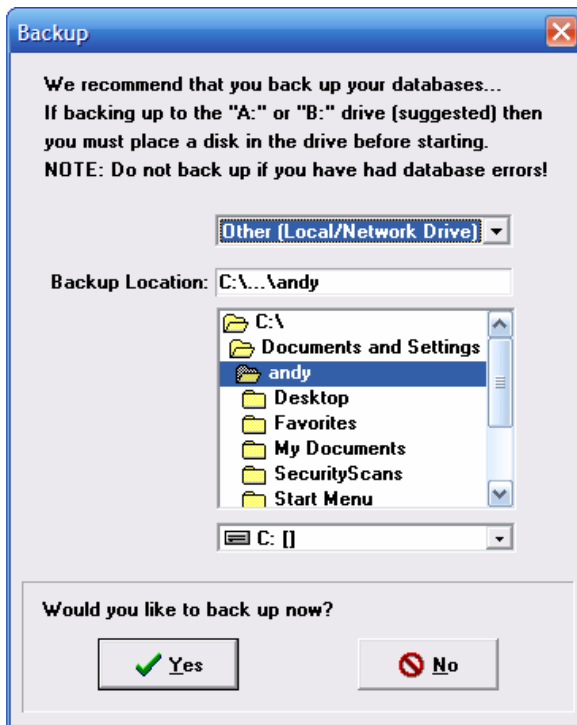 Backup
We recommend that you back up your databases...
If backing up to the "A:" or "B:" drive (suggested) then
you must place a disk in the drive before starting.
NOTE: Do not back up if you have had database errors!
Other (Local/Network Drive)
Backup Location: C:\...\andy
C:\
Documents and Settings
andy
Desktop
Favorites
My Documents
SecurityScans
Start Menu
C: []
Would you like to back up now?
Yes No